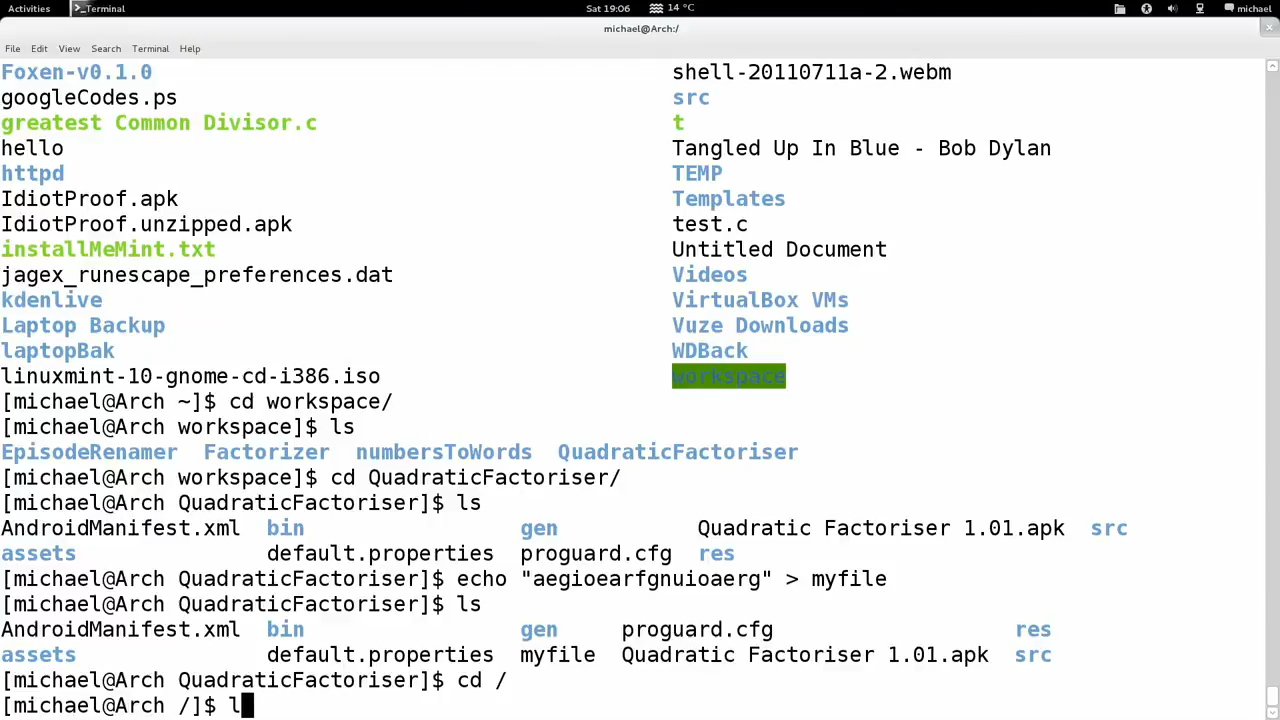 Activities Terminal Sat 19:06 14 °C michael
michael@Arch:/
File Edit View Search Terminal Help
Foxen-v0.1.0 shell-20110711a-2.webm
googleCodes.ps src
greatest Common Divisor.c t
hello Tangled Up In Blue - Bob Dylan
httpd TEMP
IdiotProof.apk Templates
IdiotProof.unzipped.apk test.c
installMeMint.txt Untitled Document
jagex_runescape_preferences.dat Videos
kdenlive VirtualBox VMs
Laptop Backup Vuze Downloads
laptopBak WDBack
linuxmint-10-gnome-cd-i386.iso workspace
[michael@Arch ~]$ cd workspace/
[michael@Arch workspace]$ ls
EpisodeRenamer Factorizer numbersToWords QuadraticFactoriser
[michael@Arch workspace]$ cd QuadraticFactoriser/
[michael@Arch QuadraticFactoriser]$ ls
AndroidManifest.xml bin gen Quadratic Factoriser 1.01.apk src
assets default.properties proguard.cfg res
[michael@Arch QuadraticFactoriser]$ echo "aegioearfgnuioaerg" > myfile
[michael@Arch QuadraticFactoriser]$ ls
AndroidManifest.xml bin gen proguard.cfg res
assets default.properties myfile Quadratic Factoriser 1.01.apk src
[michael@Arch QuadraticFactoriser]$ cd /
[michael@Arch /]$ l